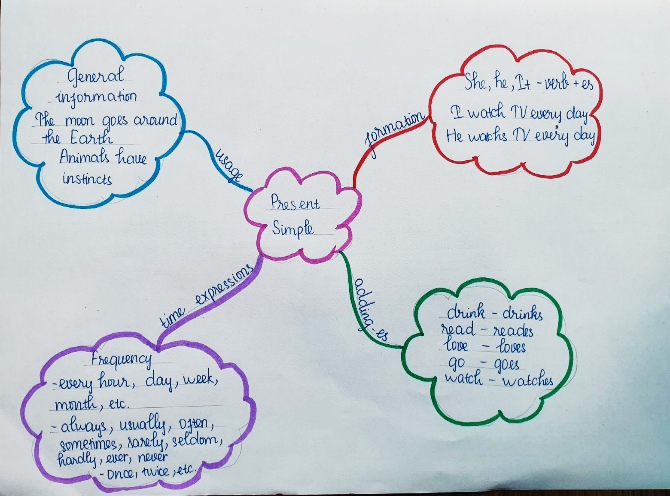 General
information
The moon goes around
the Earth
Animals have
instincts
usage
Present
Simple
formation
She, he, It - verb + es
I watch TV every day
He watchs TV every day
time expressions
Frequency
- every hour, day, week,
month, etc.
- always, usually, often,
sometimes, rarely, seldom,
hardly, ever, never
- Once, twice, etc.
adding -es
drink - drinks
read - reades
love - loves
go - goes
watch - watches